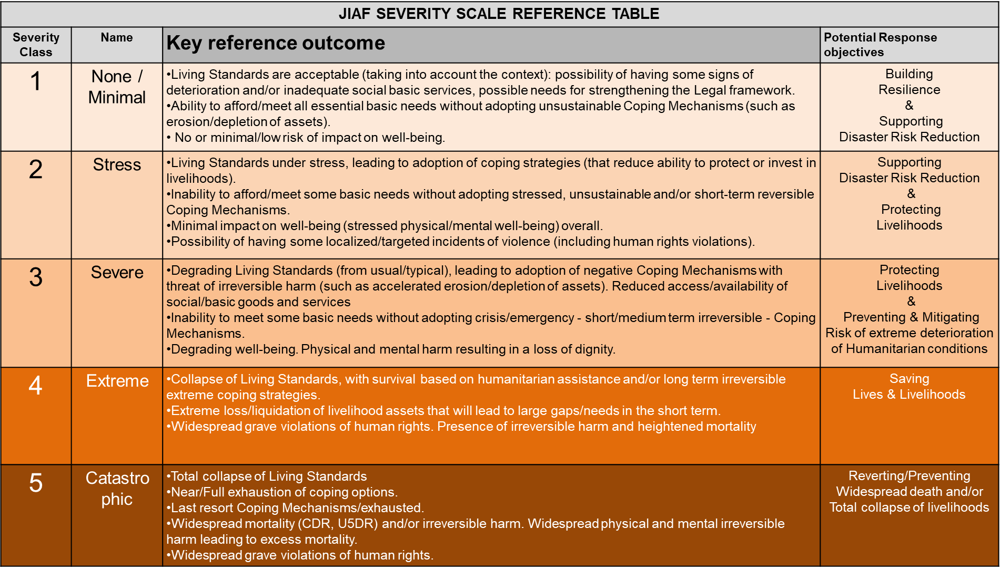 JIAF SEVERITY SCALE REFERENCE TABLE
Severity
Class
Name
Key reference outcome
Potential Response
objectives
1
None /
Minimal
•Living Standards are acceptable (taking into account the context): possibility of having some signs of
deterioration and/or inadequate social basic services, possible needs for strengthening the Legal framework.
•Ability to afford/meet all essential basic needs without adopting unsustainable Coping Mechanisms (such as
erosion/depletion of assets).
• No or minimal/low risk of impact on well-being.
Building
Resilience
&
Supporting
Disaster Risk Reduction
2
Stress
•Living Standards under stress, leading to adoption of coping strategies (that reduce ability to protect or invest in
livelihoods).
•Inability to afford/meet some basic needs without adopting stressed, unsustainable and/or short-term reversible
Coping Mechanisms.
•Minimal impact on well-being (stressed physical/mental well-being) overall.
•Possibility of having some localized/targeted incidents of violence (including human rights violations).
Supporting
Disaster Risk Reduction
&
Protecting
Livelihoods
3
Severe
•Degrading Living Standards (from usual/typical), leading to adoption of negative Coping Mechanisms with
threat of irreversible harm (such as accelerated erosion/depletion of assets). Reduced access/availability of
social/basic goods and services
•Inability to meet some basic needs without adopting crisis/emergency - short/medium term irreversible - Coping
Mechanisms.
•Degrading well-being. Physical and mental harm resulting in a loss of dignity.
Protecting
Livelihoods
&
Preventing & Mitigating
Risk of extreme deterioration
of Humanitarian conditions
4
Extreme
•Collapse of Living Standards, with survival based on humanitarian assistance and/or long term irreversible
extreme coping strategies.
•Extreme loss/liquidation of livelihood assets that will lead to large gaps/needs in the short term.
•Widespread grave violations of human rights. Presence of irreversible harm and heightened mortality
Saving
Lives & Livelihoods
5
Catastro
phic
•Total collapse of Living Standards
•Near/Full exhaustion of coping options.
•Last resort Coping Mechanisms/exhausted.
•Widespread mortality (CDR, U5DR) and/or irreversible harm. Widespread physical and mental irreversible
harm leading to excess mortality.
•Widespread grave violations of human rights.
Reverting/Preventing
Widespread death and/or
Total collapse of livelihoods